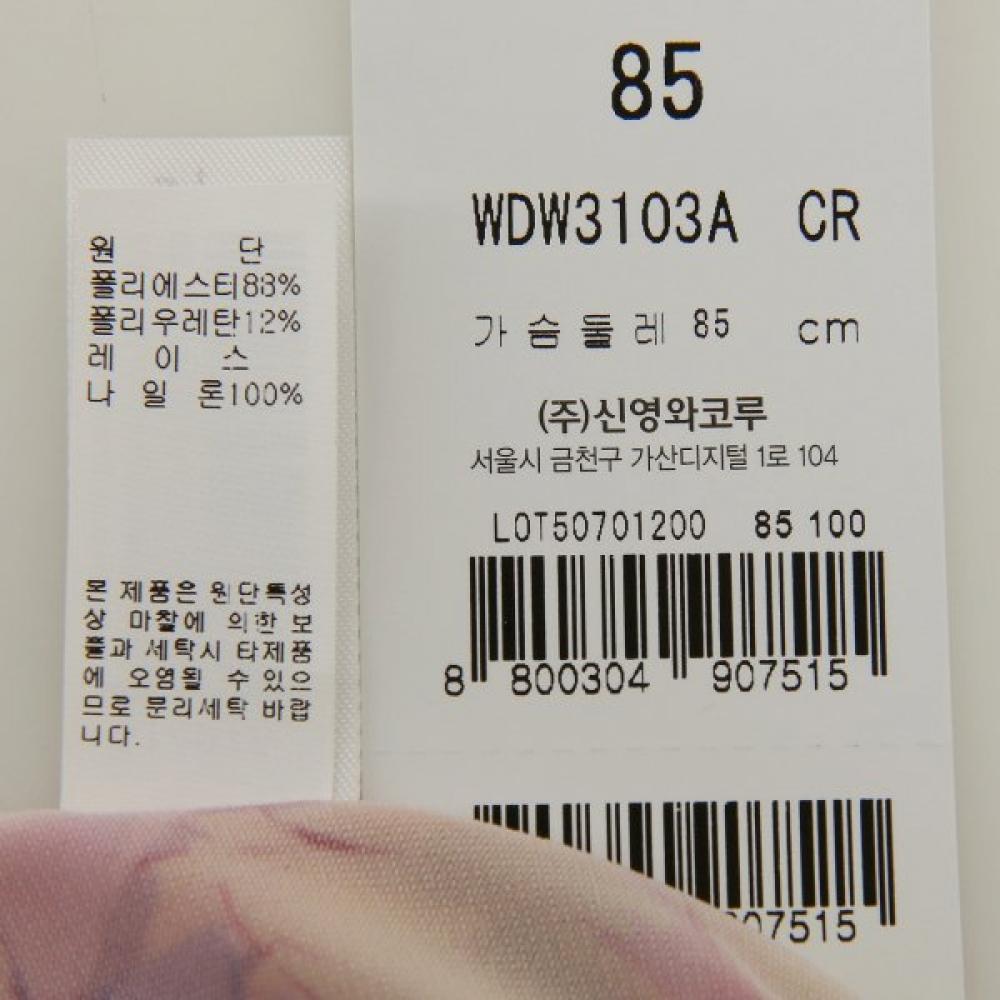 원 단
폴리에스터88%
폴리우레탄12%
레 이 스
나 일 론100%
본 제품은 원단특성
상 마찰에 의한 보
풀과 세탁시 타제품
에 오염될 수 있으
므로 분리세탁 바랍
니다.
85
WDW3103A CR
가 슴 둘 레 85 cm
(주)신영와코루
서울시 금천구 가산디지털 1로 104
LOT50701200 85 100
8 800304 907515
07515